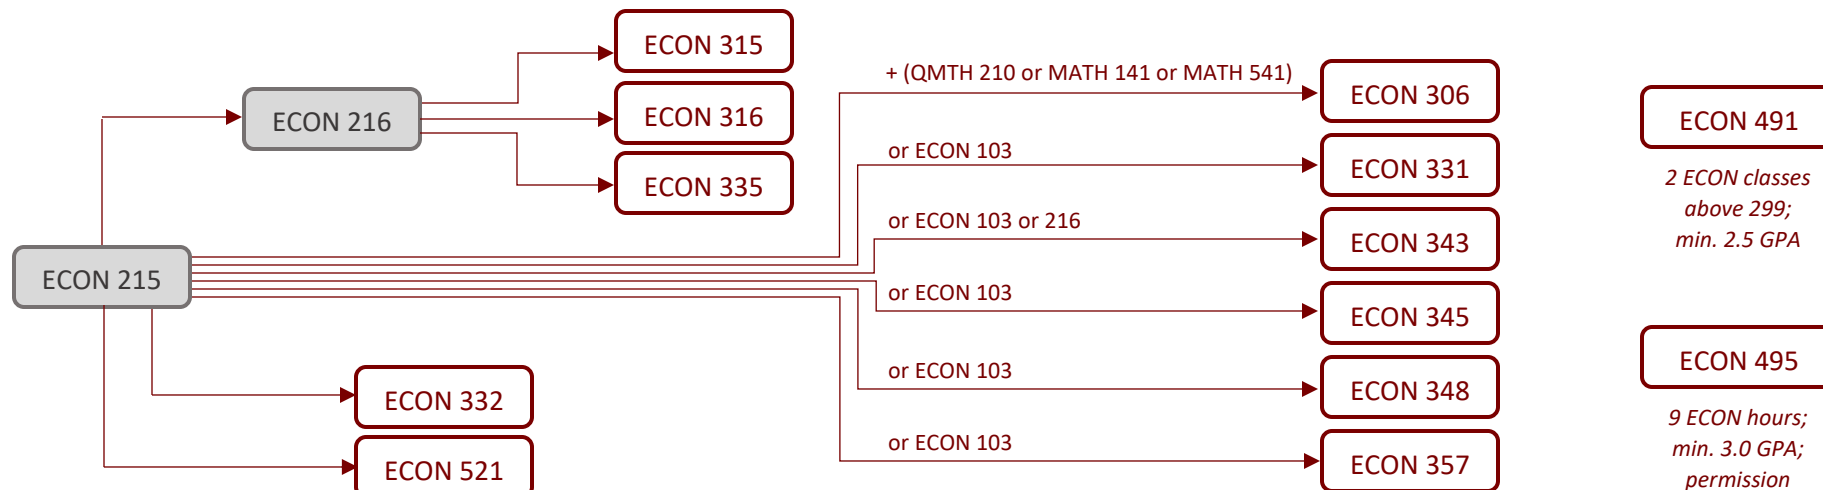 ECON 315
+ (QMTH 210 or MATH 141 or MATH 541)
ECON 306
ECON 491
ECON 216
ECON 316
or ECON 103
ECON 331
2 ECON classes
above 299;
min. 2.5 GPA
ECON 335
or ECON 103 or 216
ECON 343
ECON 215
or ECON 103
ECON 345
ECON 495
or ECON 103
ECON 348
ECON 332
9 ECON hours;
min. 3.0 GPA;
permission
or ECON 103
ECON 357
ECON 521